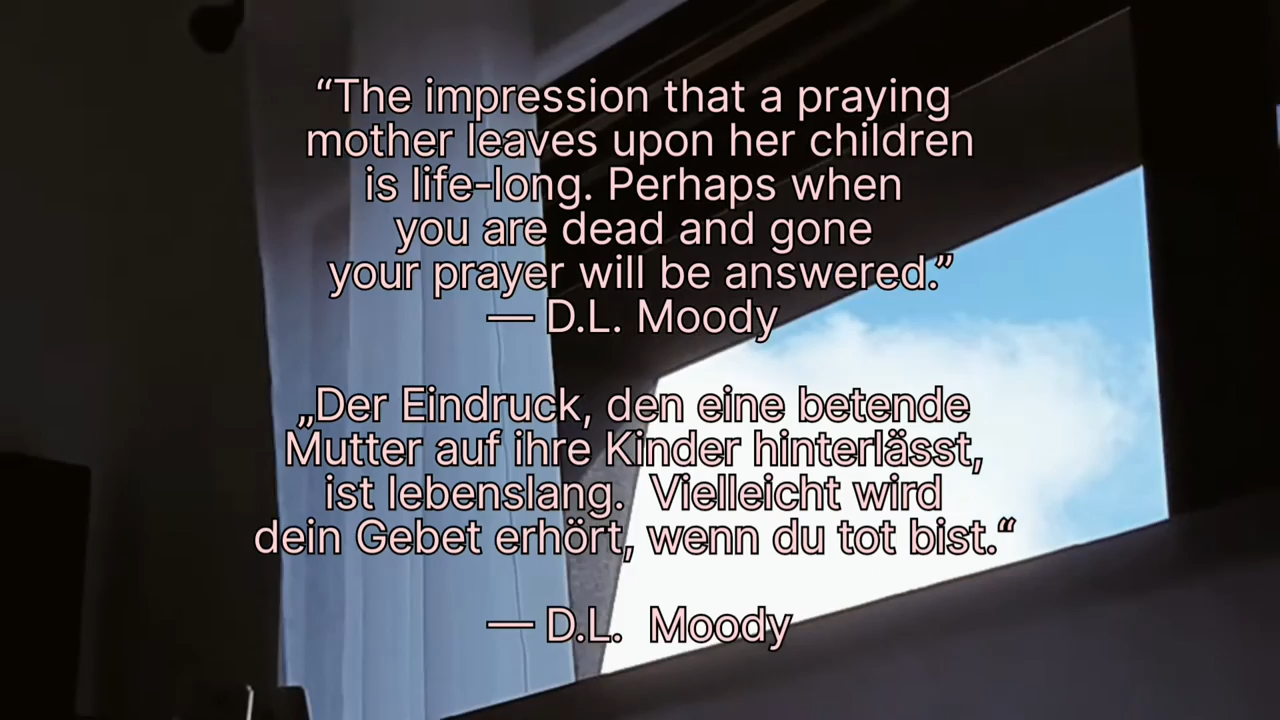 “The impression that a praying
mother leaves upon her children
is life-long. Perhaps when
you are dead and gone
your prayer will be answered.”
— D.L. Moody
„Der Eindruck, den eine betende
Mutter auf ihre Kinder hinterlässt,
ist lebenslang.  Vielleicht wird
dein Gebet erhört, wenn du tot bist.“
— D.L.  Moody